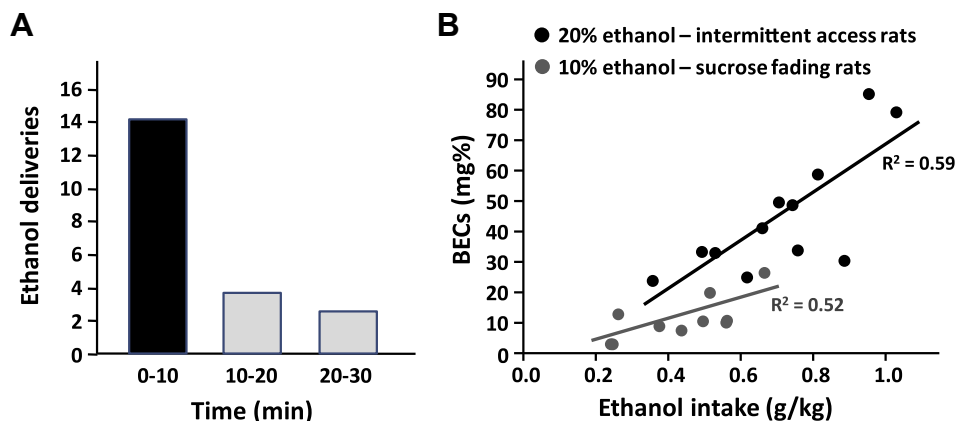 A
Ethanol deliveries
16
14
12
10
8
6
4
2
0
0-10 10-20 20-30
Time (min)
B
20% ethanol – intermittent access rats
10% ethanol – sucrose fading rats
BECs (mg%)
90
80
70
60
50
40
30
20
10
0
R² = 0.59
R² = 0.52
0.0 0.2 0.4 0.6 0.8 1.0
Ethanol intake (g/kg)